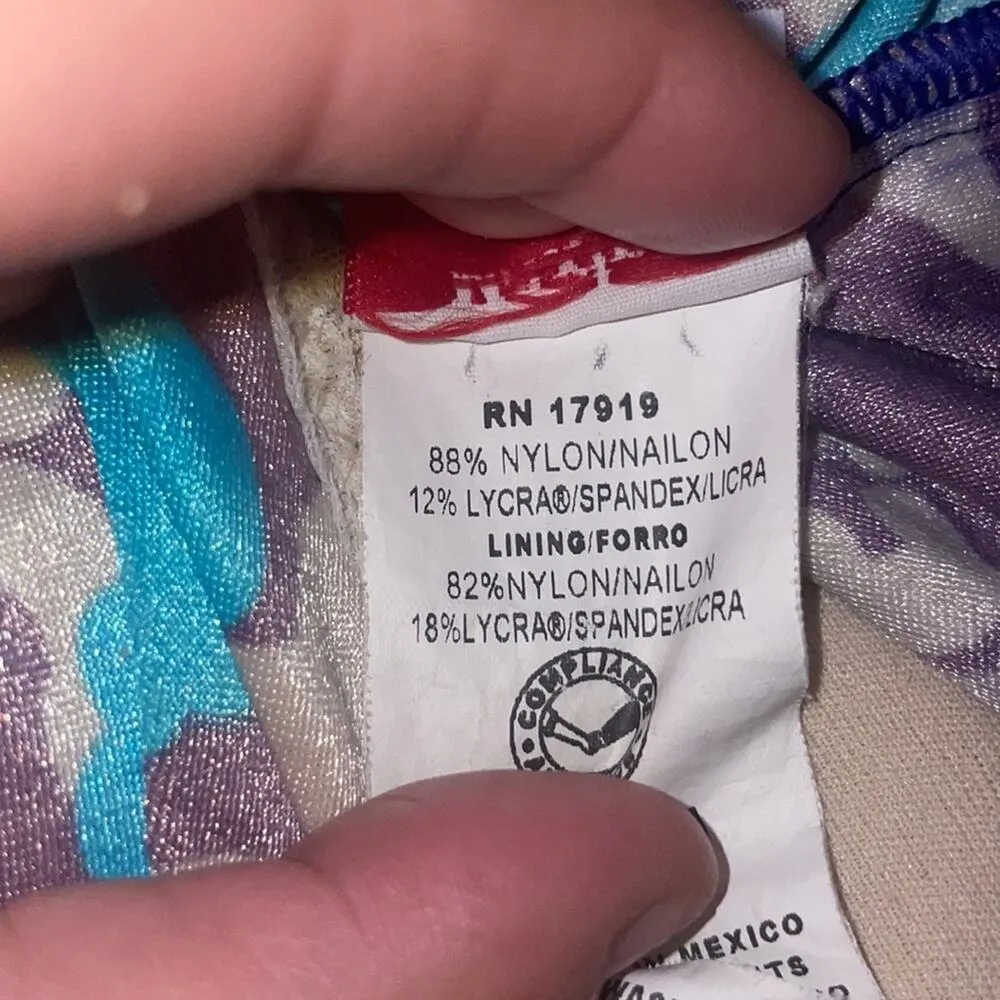 RN 17919
88% NYLON/NAILON
12% LYCRA®/SPANDEX/LICRA
LINING/FORRO
82%NYLON/NAILON
18%LYCRA®/SPANDEX/LICRA
COMPLIANC
MEXICO